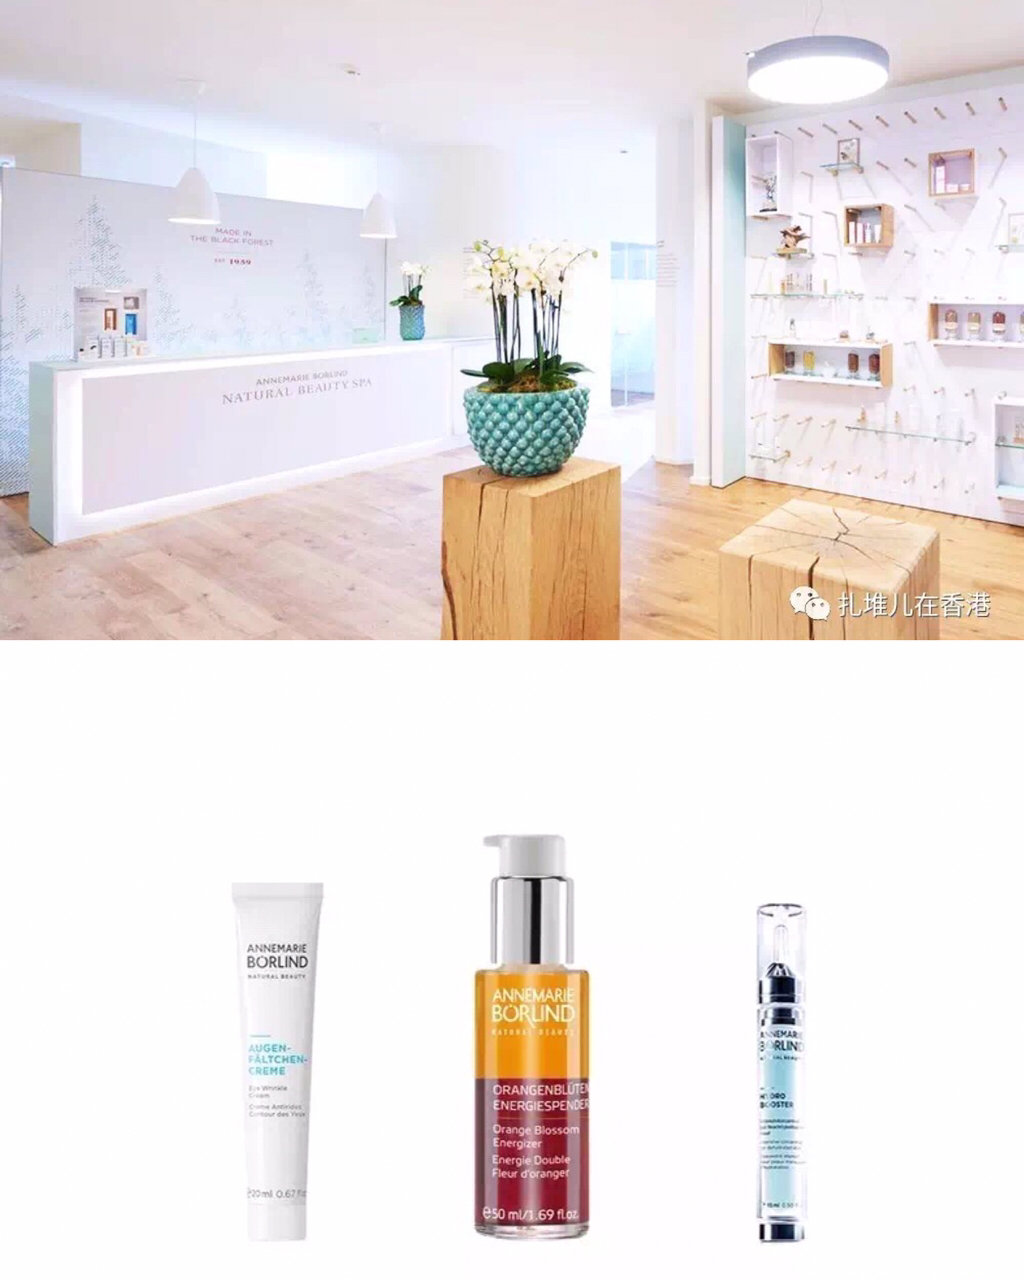 MADE IN
THE BLACK FOREST
EST. 1959
ANNEMARIE BÖRLIND
NATURAL BEAUTY SPA
扎堆儿在香港
ANNEMARIE
BÖRLIND
NATURAL BEAUTY
AUGEN-
FÄLTCHEN-
CREME
Eye Wrinkle
Cream
Crème Antirides
Contour des Yeux
20ml 0.67 fl
ANNEMARIE
BÖRLIND
NATURAL BEAUTY
ORANGENBLÜTEN
ENERGIESPENDER
Orange Blossom
Energizer
Energie Double
Fleur d'oranger
e50 ml/1.69 fl.oz.
ANNEMARIE
BÖRLIND
NATURAL BEAUTY
HYDRO
BOOSTER